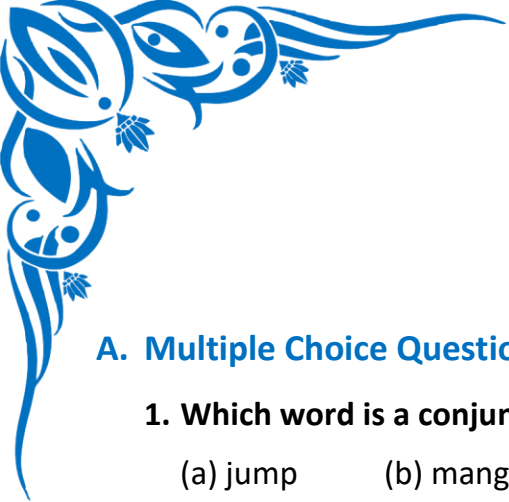 A. Multiple Choice Questio
1. Which word is a conjun
(a) jump (b) mang